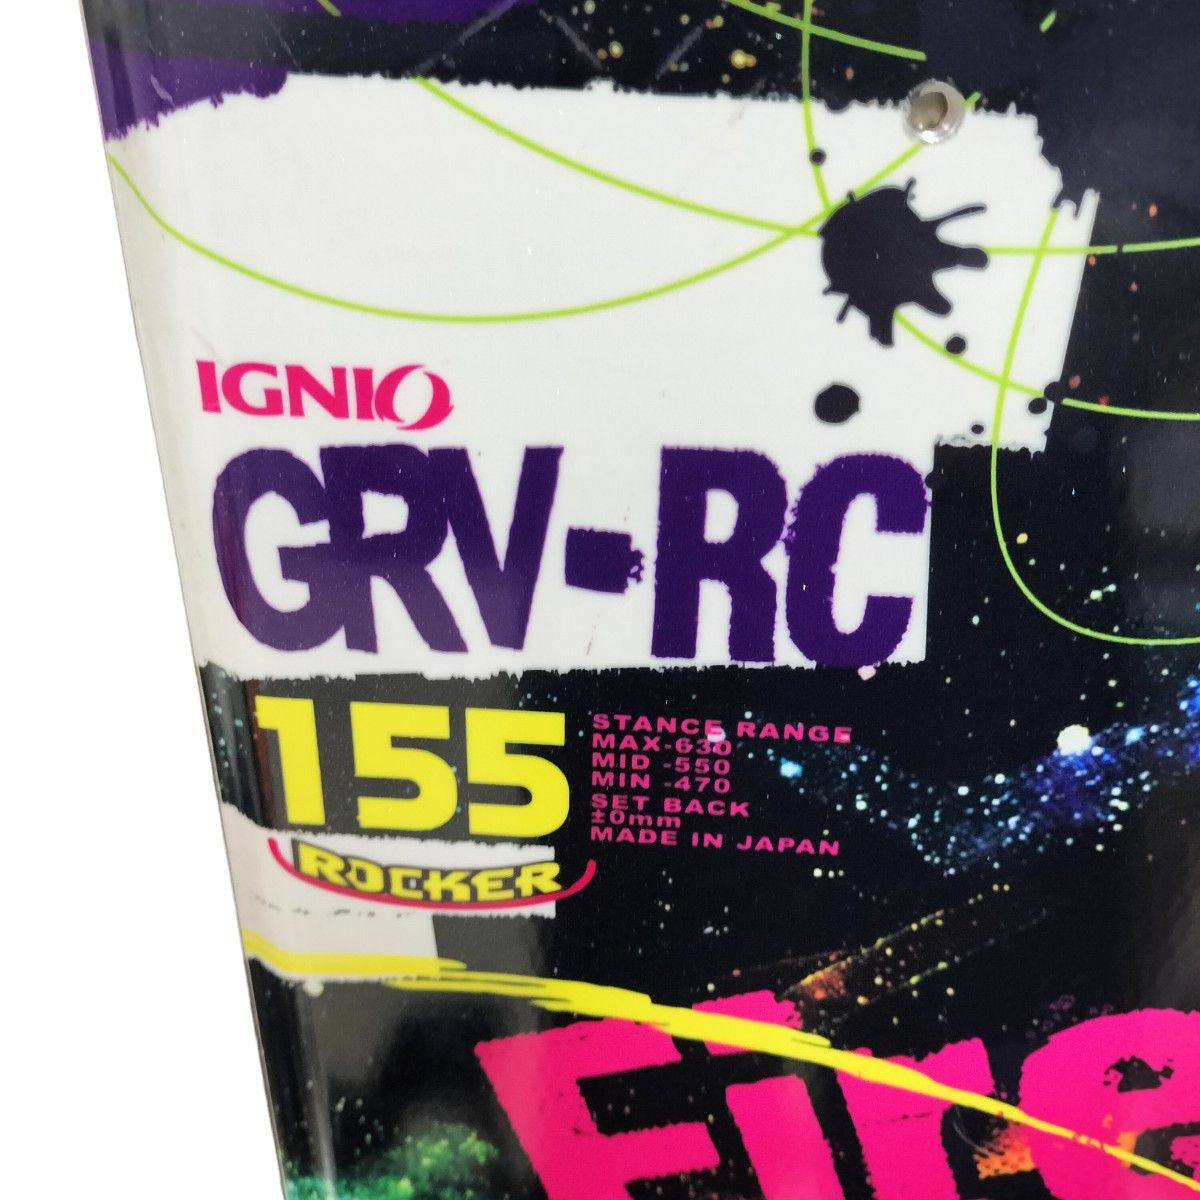 IGNIO
GRV-RC
155
STANCE RANGE
MAX-630
MID -550
MIN -470
SET BACK
±0mm
MADE IN JAPAN
ROCKER
Fire